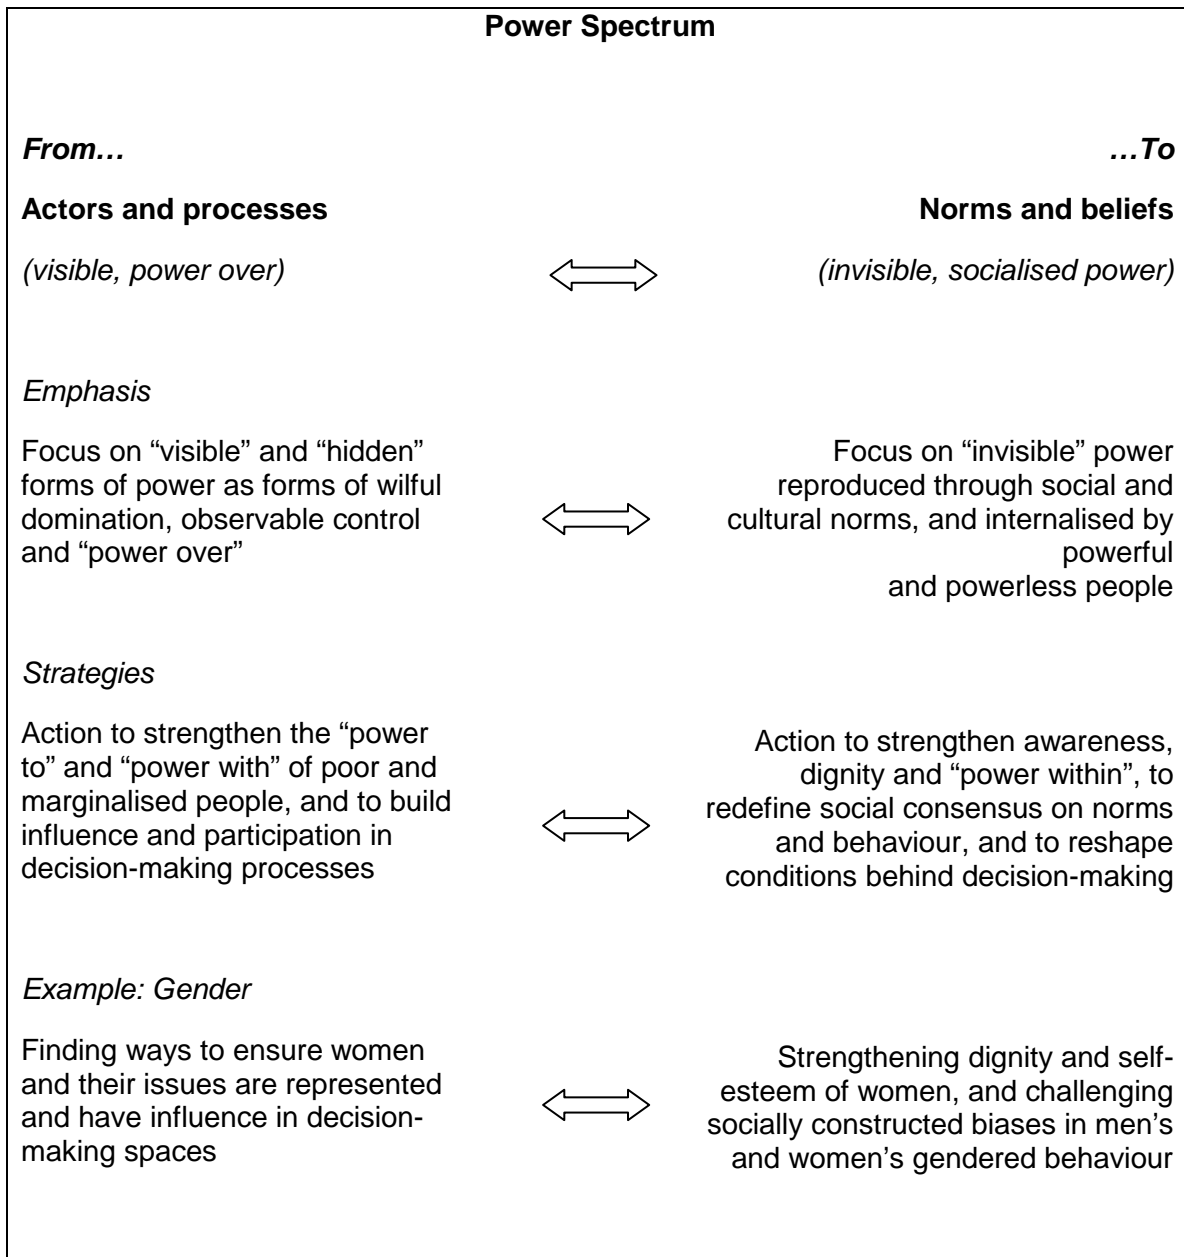 Power Spectrum
From…
…To
Actors and processes
Norms and beliefs
(visible, power over)
(invisible, socialised power)
Emphasis
Focus on “visible” and “hidden”
forms of power as forms of wilful
domination, observable control
and “power over”
Focus on “invisible” power
reproduced through social and
cultural norms, and internalised by
powerful
and powerless people
Strategies
Action to strengthen the “power
to” and “power with” of poor and
marginalised people, and to build
influence and participation in
decision-making processes
Action to strengthen awareness,
dignity and “power within”, to
redefine social consensus on norms
and behaviour, and to reshape
conditions behind decision-making
Example: Gender
Finding ways to ensure women
and their issues are represented
and have influence in decision-
making spaces
Strengthening dignity and self-
esteem of women, and challenging
socially constructed biases in men’s
and women’s gendered behaviour